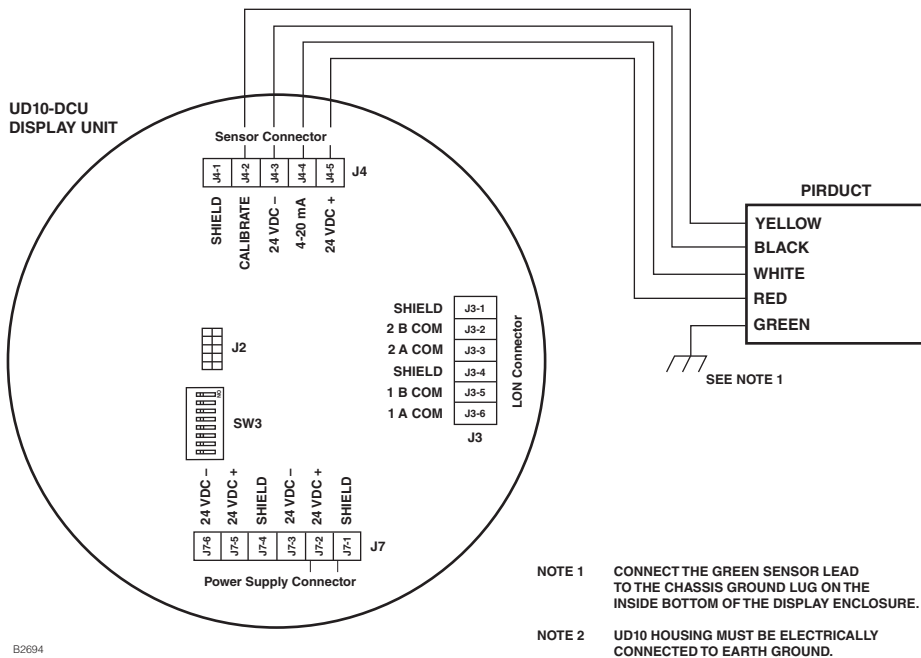 UD10-DCU
DISPLAY UNIT
Sensor Connector
J4-1
J4-2
J4-3
J4-4
J4-5
J4
SHIELD
CALIBRATE
24 VDC –
4-20 mA
24 VDC +
PIRDUCT
YELLOW
BLACK
WHITE
RED
GREEN
SEE NOTE 1
SHIELD J3-1
2 B COM J3-2
2 A COM J3-3
SHIELD J3-4
1 B COM J3-5
1 A COM J3-6
LON Connector
J3
J2
ON
SW3
24 VDC –
24 VDC +
SHIELD
24 VDC –
24 VDC +
SHIELD
J7-6
J7-5
J7-4
J7-3
J7-2
J7-1
J7
Power Supply Connector
NOTE 1 CONNECT THE GREEN SENSOR LEAD
TO THE CHASSIS GROUND LUG ON THE
INSIDE BOTTOM OF THE DISPLAY ENCLOSURE.
NOTE 2 UD10 HOUSING MUST BE ELECTRICALLY
CONNECTED TO EARTH GROUND.
B2694